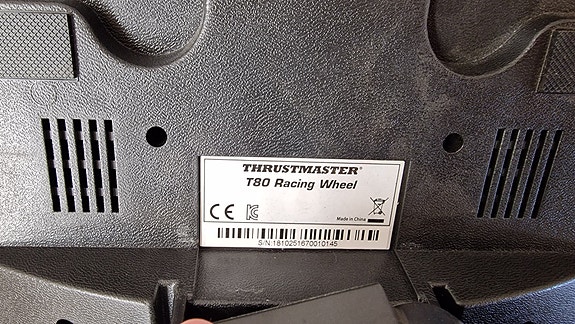 THRUSTMASTER®
T80 Racing Wheel
CE
Made in China
S/N:1810251670010145